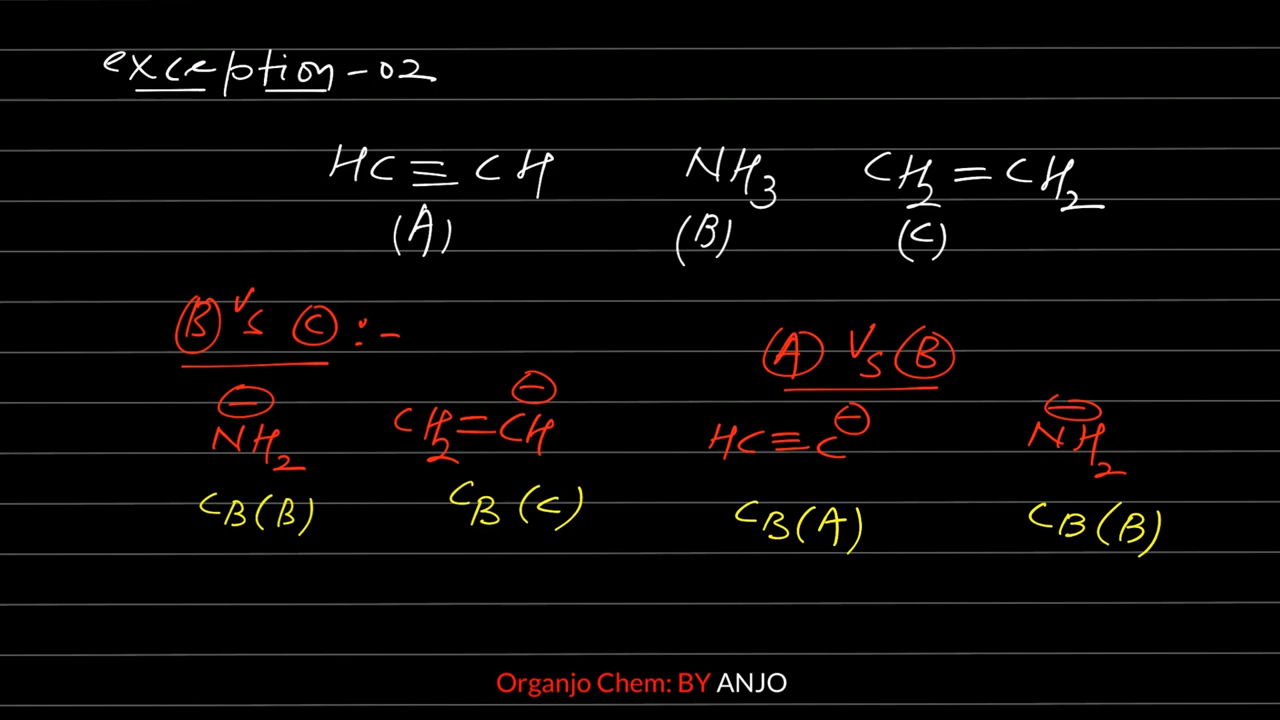 exception-02
HC≡CH NH₃ CH₂=CH₂
(A) (B) (C)
B vs C :-
A Vs B
⊖ ⊖ ⊖ ⊖
NH₂ CH₂=CH HC≡C NH₂
CB(B) CB(C) CB(A) CB(B)
Organjo Chem: BY ANJO